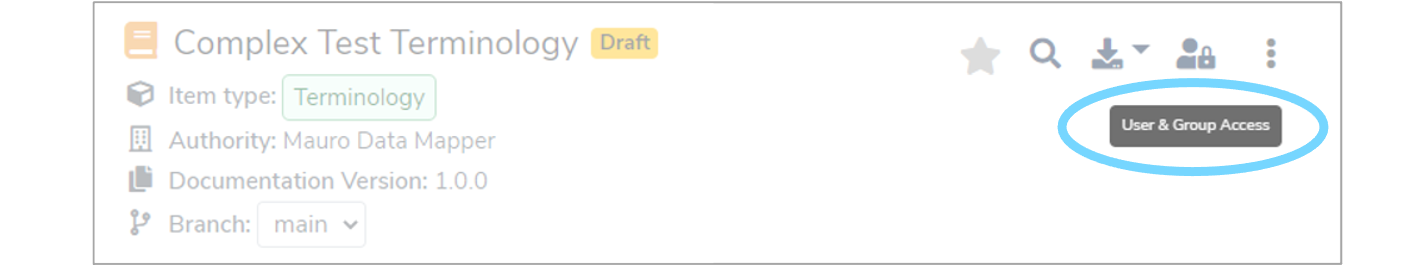 Complex Test Terminology Draft
Item type: Terminology
User & Group Access
Authority: Mauro Data Mapper
Documentation Version: 1.0.0
Branch: main